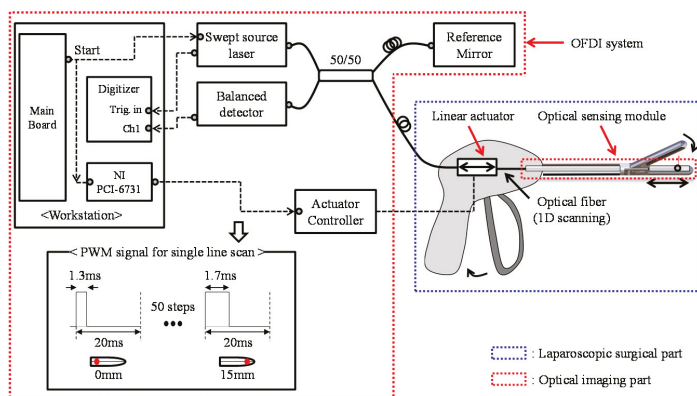 Start
Main
Board
Digitizer
Trig. in
Ch1
NI
PCI-6731
<Workstation>
Swept source
laser
Balanced
detector
50/50
Reference
Mirror
OFDI system
Linear actuator
Optical sensing module
Optical fiber
(1D scanning)
Actuator
Controller
< PWM signal for single line scan >
1.3ms
1.7ms
50 steps
20ms
20ms
0mm
15mm
: Laparoscopic surgical part
: Optical imaging part